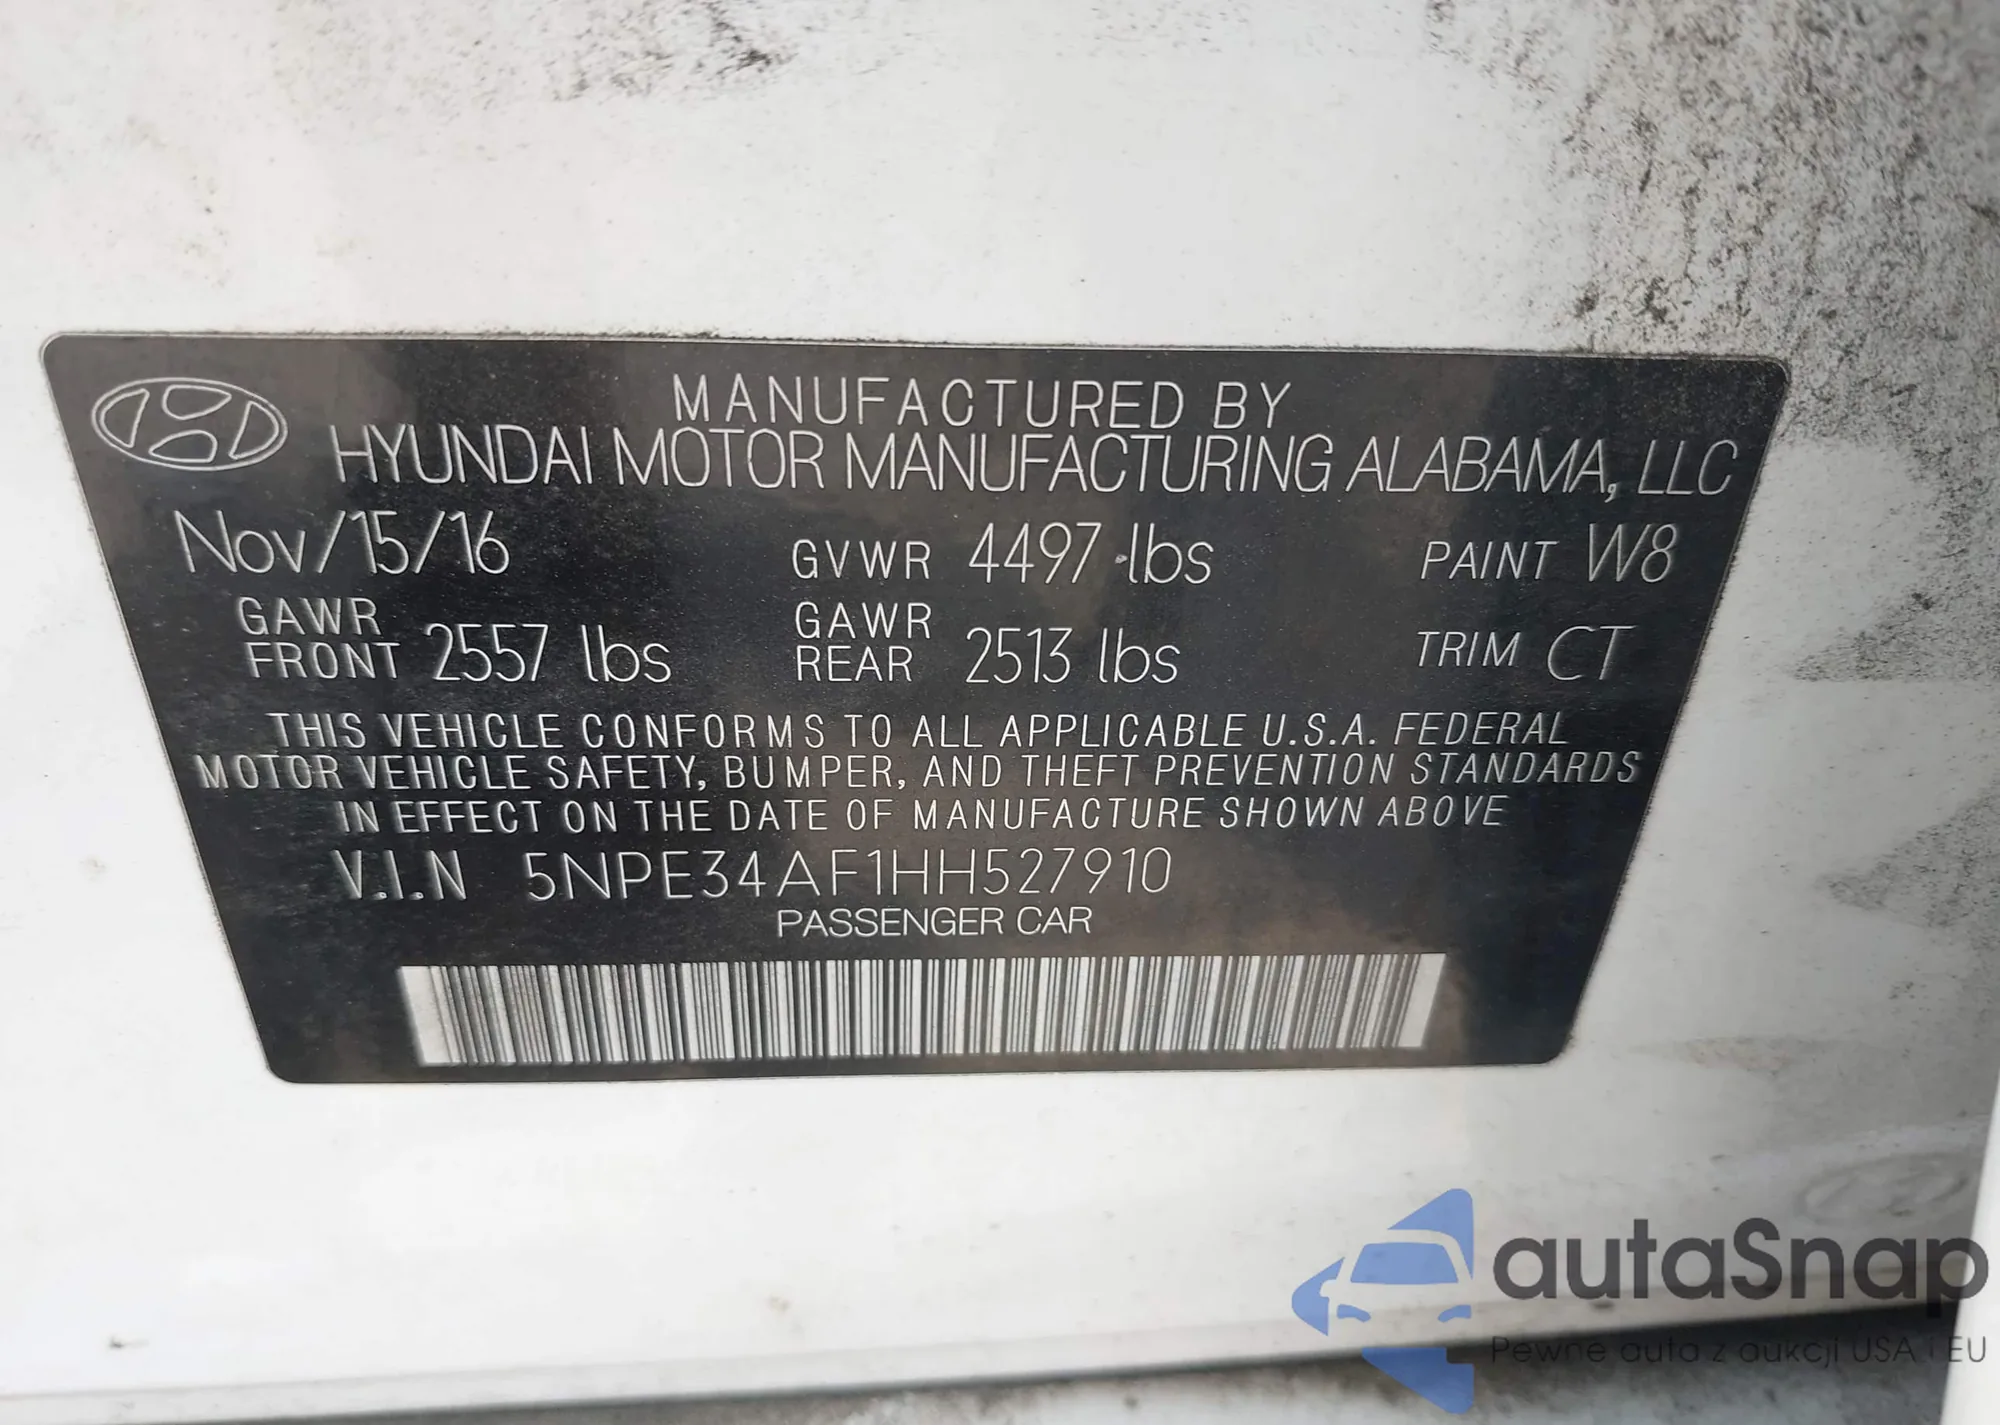 MANUFACTURED BY
HYUNDAI MOTOR MANUFACTURING ALABAMA, LLC
Nov/15/16 GVWR 4497 lbs PAINT W8
GAWR FRONT 2557 lbs GAWR REAR 2513 lbs TRIM CT
THIS VEHICLE CONFORMS TO ALL APPLICABLE U.S.A. FEDERAL
MOTOR VEHICLE SAFETY, BUMPER, AND THEFT PREVENTION STANDARDS
IN EFFECT ON THE DATE OF MANUFACTURE SHOWN ABOVE
V.I.N 5NPE34AF1HH527910
PASSENGER CAR
autaSnap
Pewne auta z aukcji USA i EU